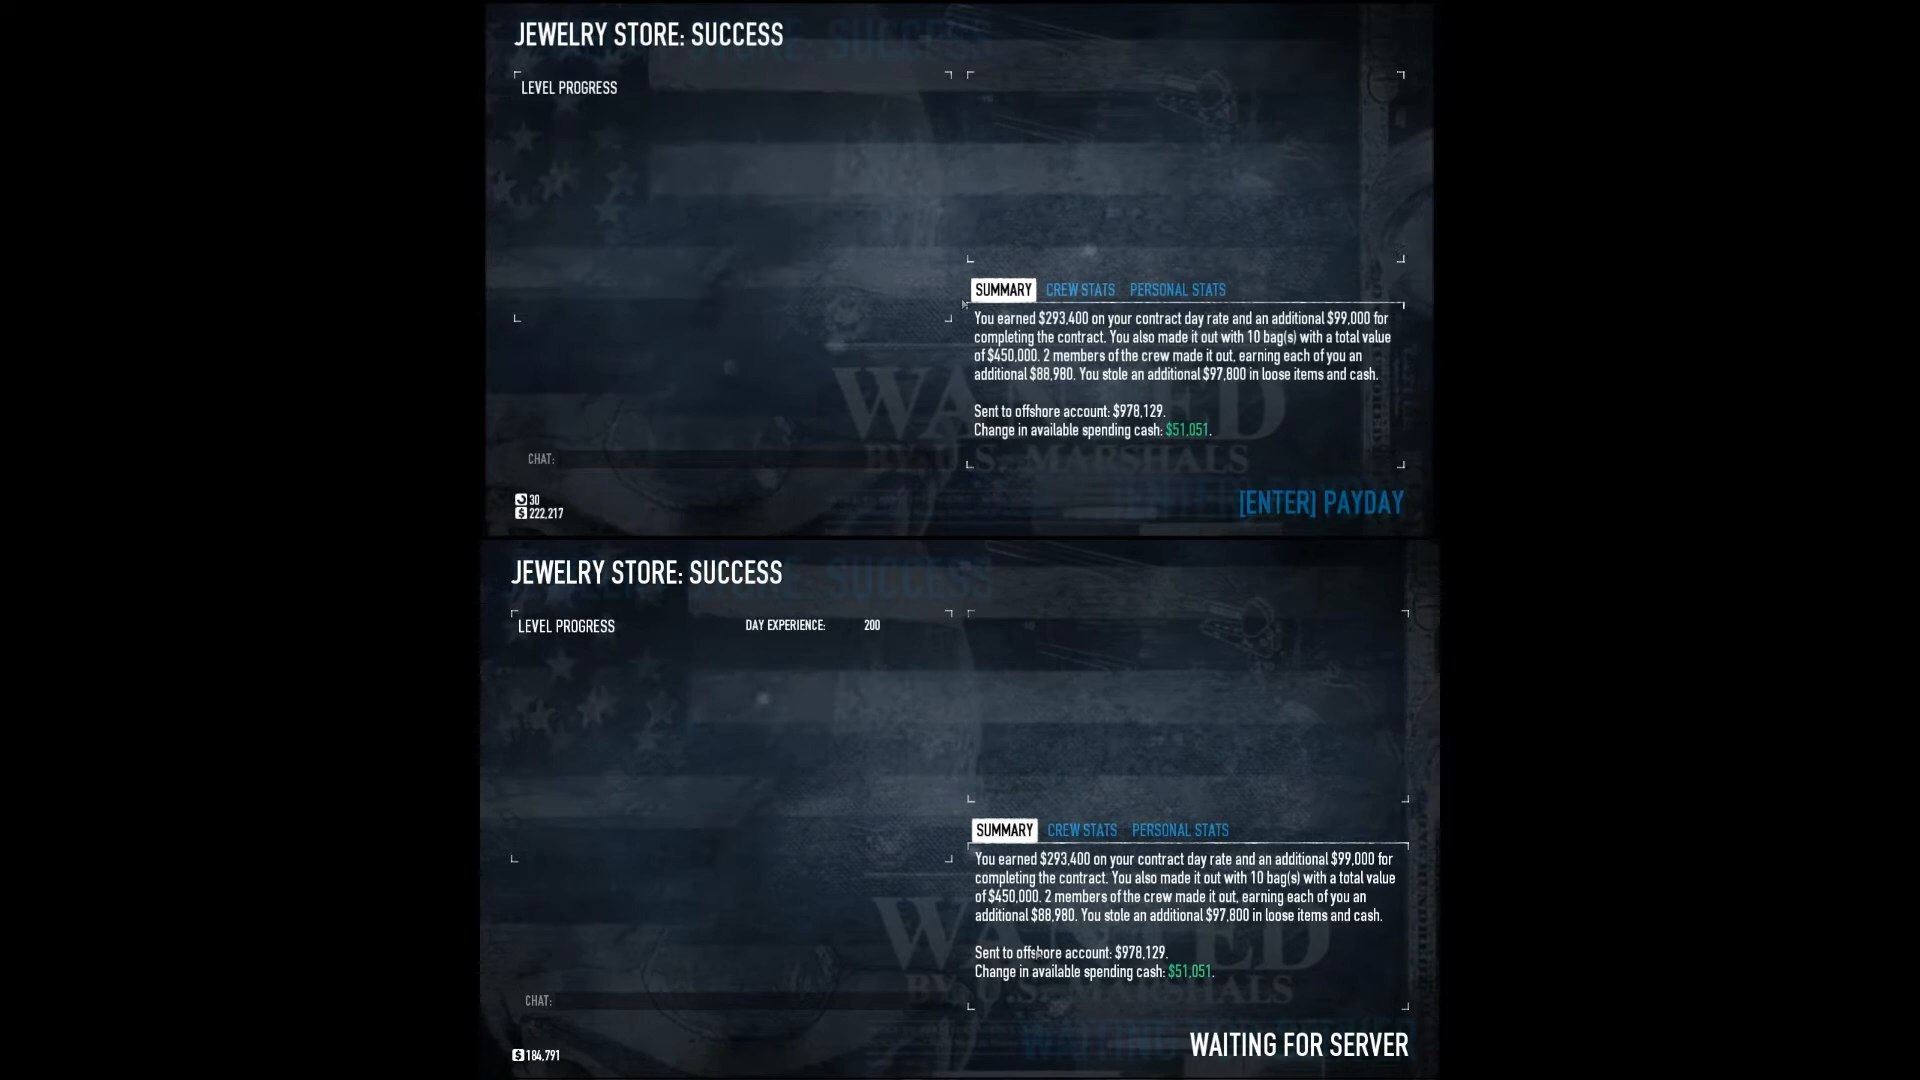 JEWELRY STORE: SUCCESS
LEVEL PROGRESS
SUMMARY CREW STATS PERSONAL STATS
You earned $293,400 on your contract day rate and an additional $99,000 for
completing the contract. You also made it out with 10 bag(s) with a total value
of $450,000. 2 members of the crew made it out, earning each of you an
additional $88,980. You stole an additional $97,800 in loose items and cash.
Sent to offshore account: $978,129.
Change in available spending cash: $51,051.
WANTED
BY U.S. MARSHALS
CHAT:
30
$ 222,217
[ENTER] PAYDAY
JEWELRY STORE: SUCCESS
LEVEL PROGRESS DAY EXPERIENCE: 200
SUMMARY CREW STATS PERSONAL STATS
You earned $293,400 on your contract day rate and an additional $99,000 for
completing the contract. You also made it out with 10 bag(s) with a total value
of $450,000. 2 members of the crew made it out, earning each of you an
additional $88,980. You stole an additional $97,800 in loose items and cash.
Sent to offshore account: $978,129.
Change in available spending cash: $51,051.
WANTED
BY U.S. MARSHALS
CHAT:
$ 184,791
WAITING FOR SERVER